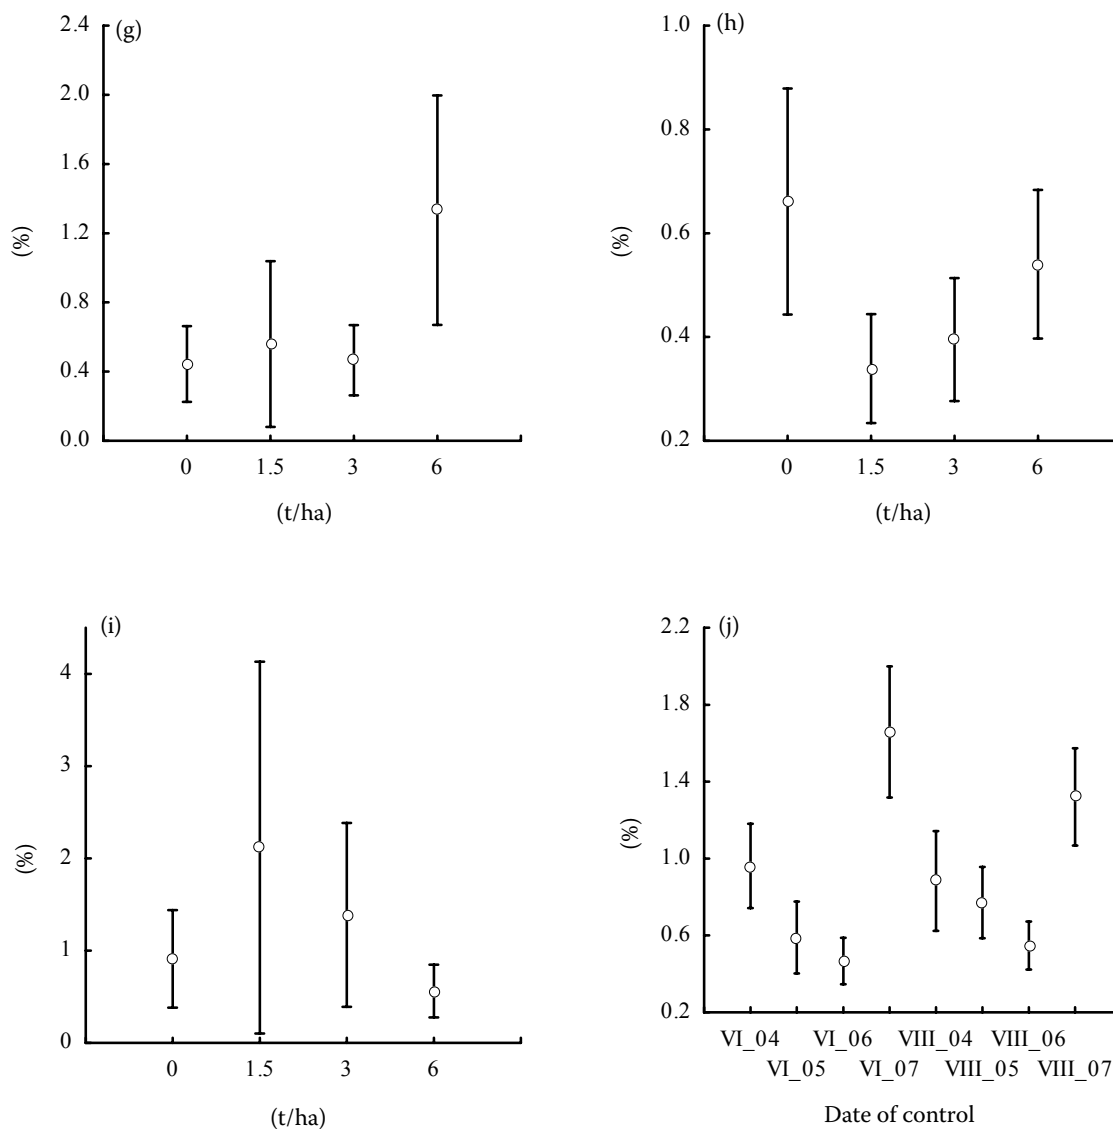 (g)
2.4
2.0
1.6
1.2
0.8
0.4
0.0
(%)
0 1.5 3 6
(t/ha)
(h)
1.0
0.8
0.6
0.4
0.2
(%)
0 1.5 3 6
(t/ha)
(i)
4
3
2
1
0
(%)
0 1.5 3 6
(t/ha)
(j)
2.2
1.8
1.4
1.0
0.6
0.2
(%)
VI_04 VI_06 VIII_04 VIII_06
VI_05 VI_07 VIII_05 VIII_07
Date of control